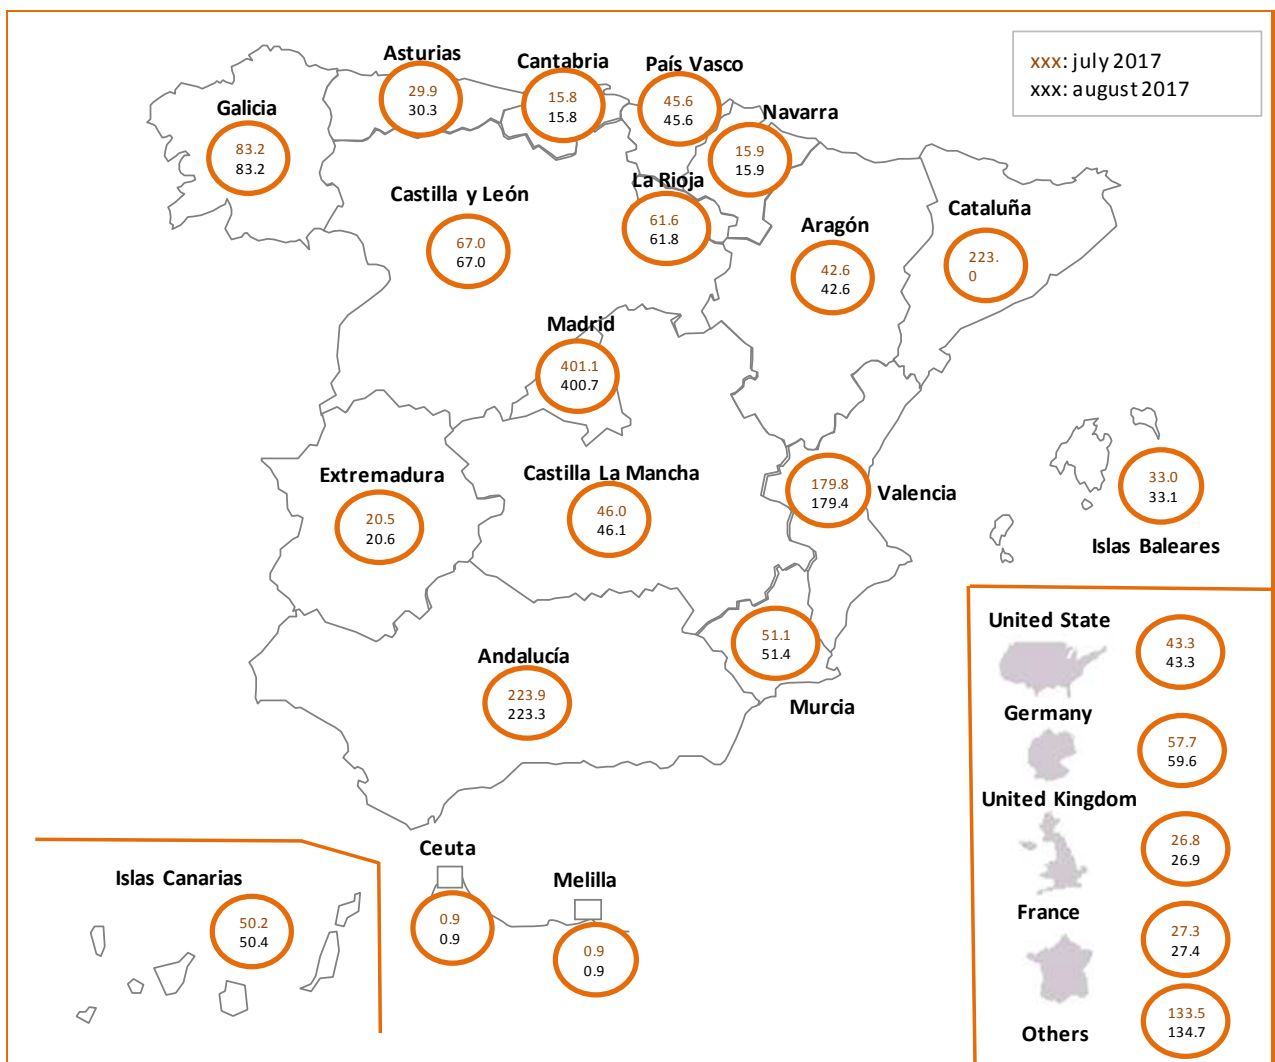 xxx: july 2017
xxx: august 2017
Asturias
29.9
30.3
Cantabria
15.8
15.8
País Vasco
45.6
45.6
Navarra
15.9
15.9
Galicia
83.2
83.2
Castilla y León
67.0
67.0
La Rioja
61.6
61.8
Aragón
42.6
42.6
Cataluña
223.
0
Madrid
401.1
400.7
Extremadura
20.5
20.6
Castilla La Mancha
46.0
46.1
179.8
179.4
Valencia
33.0
33.1
Islas Baleares
51.1
51.4
Murcia
Andalucía
223.9
223.3
Ceuta
0.9
0.9
Melilla
0.9
0.9
Islas Canarias
50.2
50.4
United State
43.3
43.3
Germany
57.7
59.6
United Kingdom
26.8
26.9
France
27.3
27.4
Others
133.5
134.7